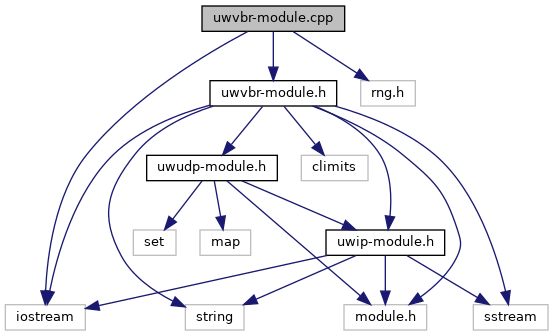 uwvbr-module.cpp
uwvbr-module.h
rng.h
uwudp-module.h
climits
set
map
uwip-module.h
iostream
string
module.h
sstream